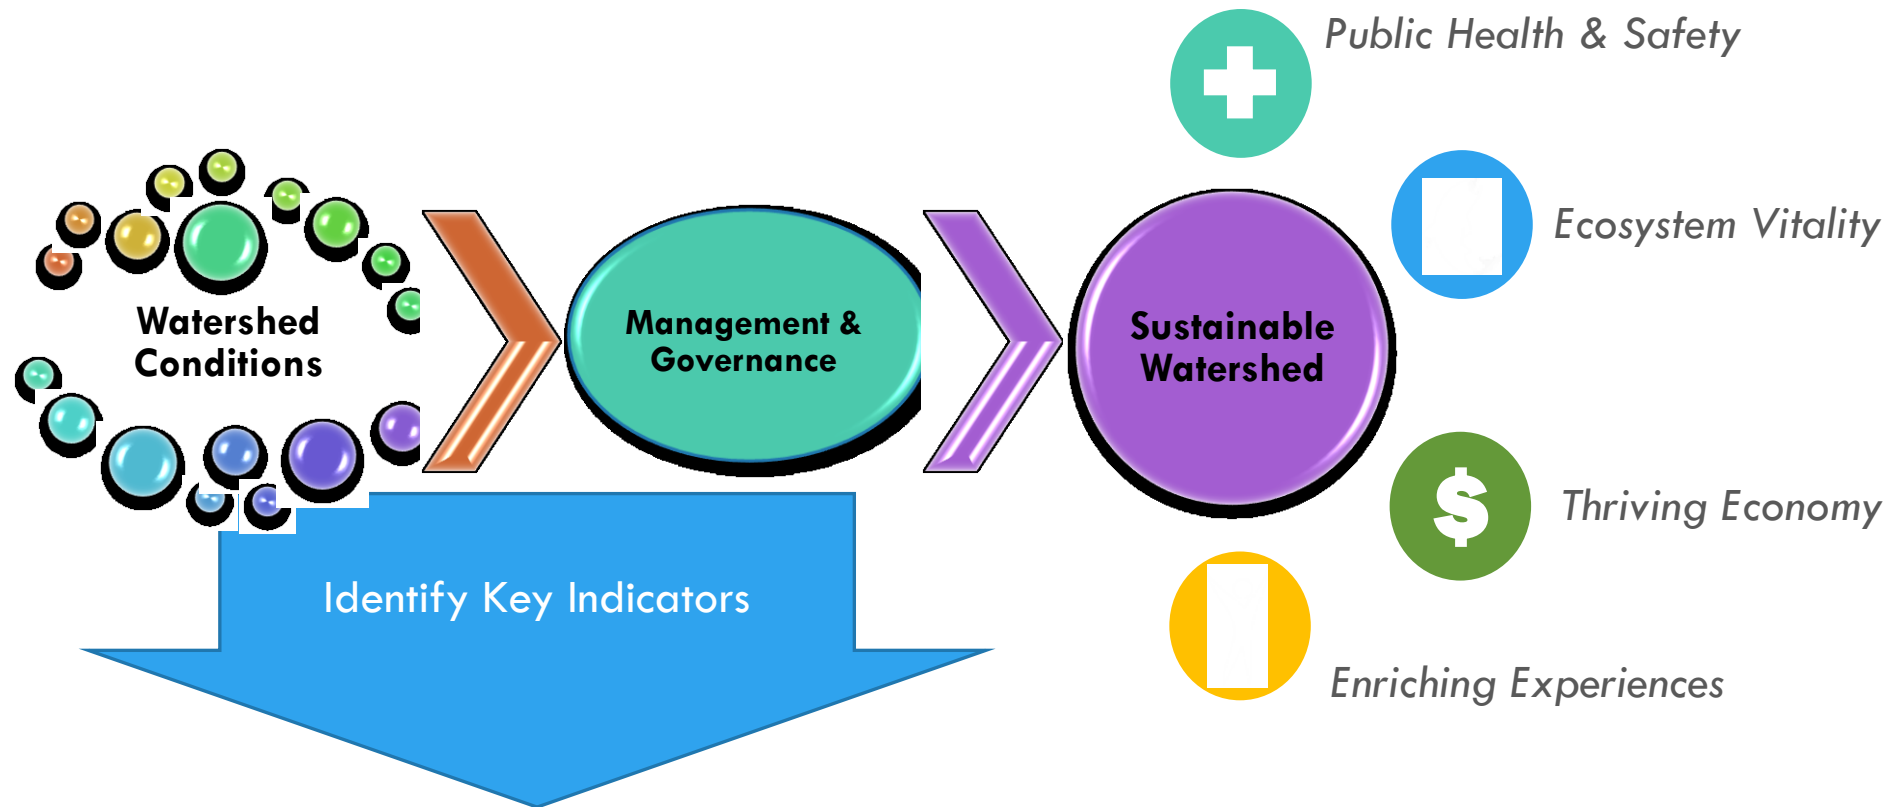 Public Health & Safety
Ecosystem Vitality
Watershed
Conditions
Management &
Governance
Sustainable
Watershed
Thriving Economy
$
Identify Key Indicators
Enriching Experiences